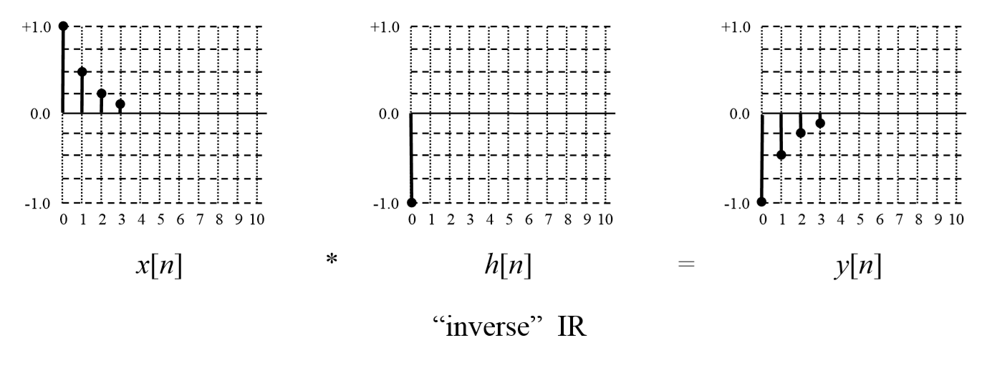 +1.0 +1.0 +1.0
0.0 0.0 0.0
-1.0 -1.0 -1.0
0 1 2 3 4 5 6 7 8 9 10 0 1 2 3 4 5 6 7 8 9 10 0 1 2 3 4 5 6 7 8 9 10
x[n] * h[n] = y[n]
“inverse” IR